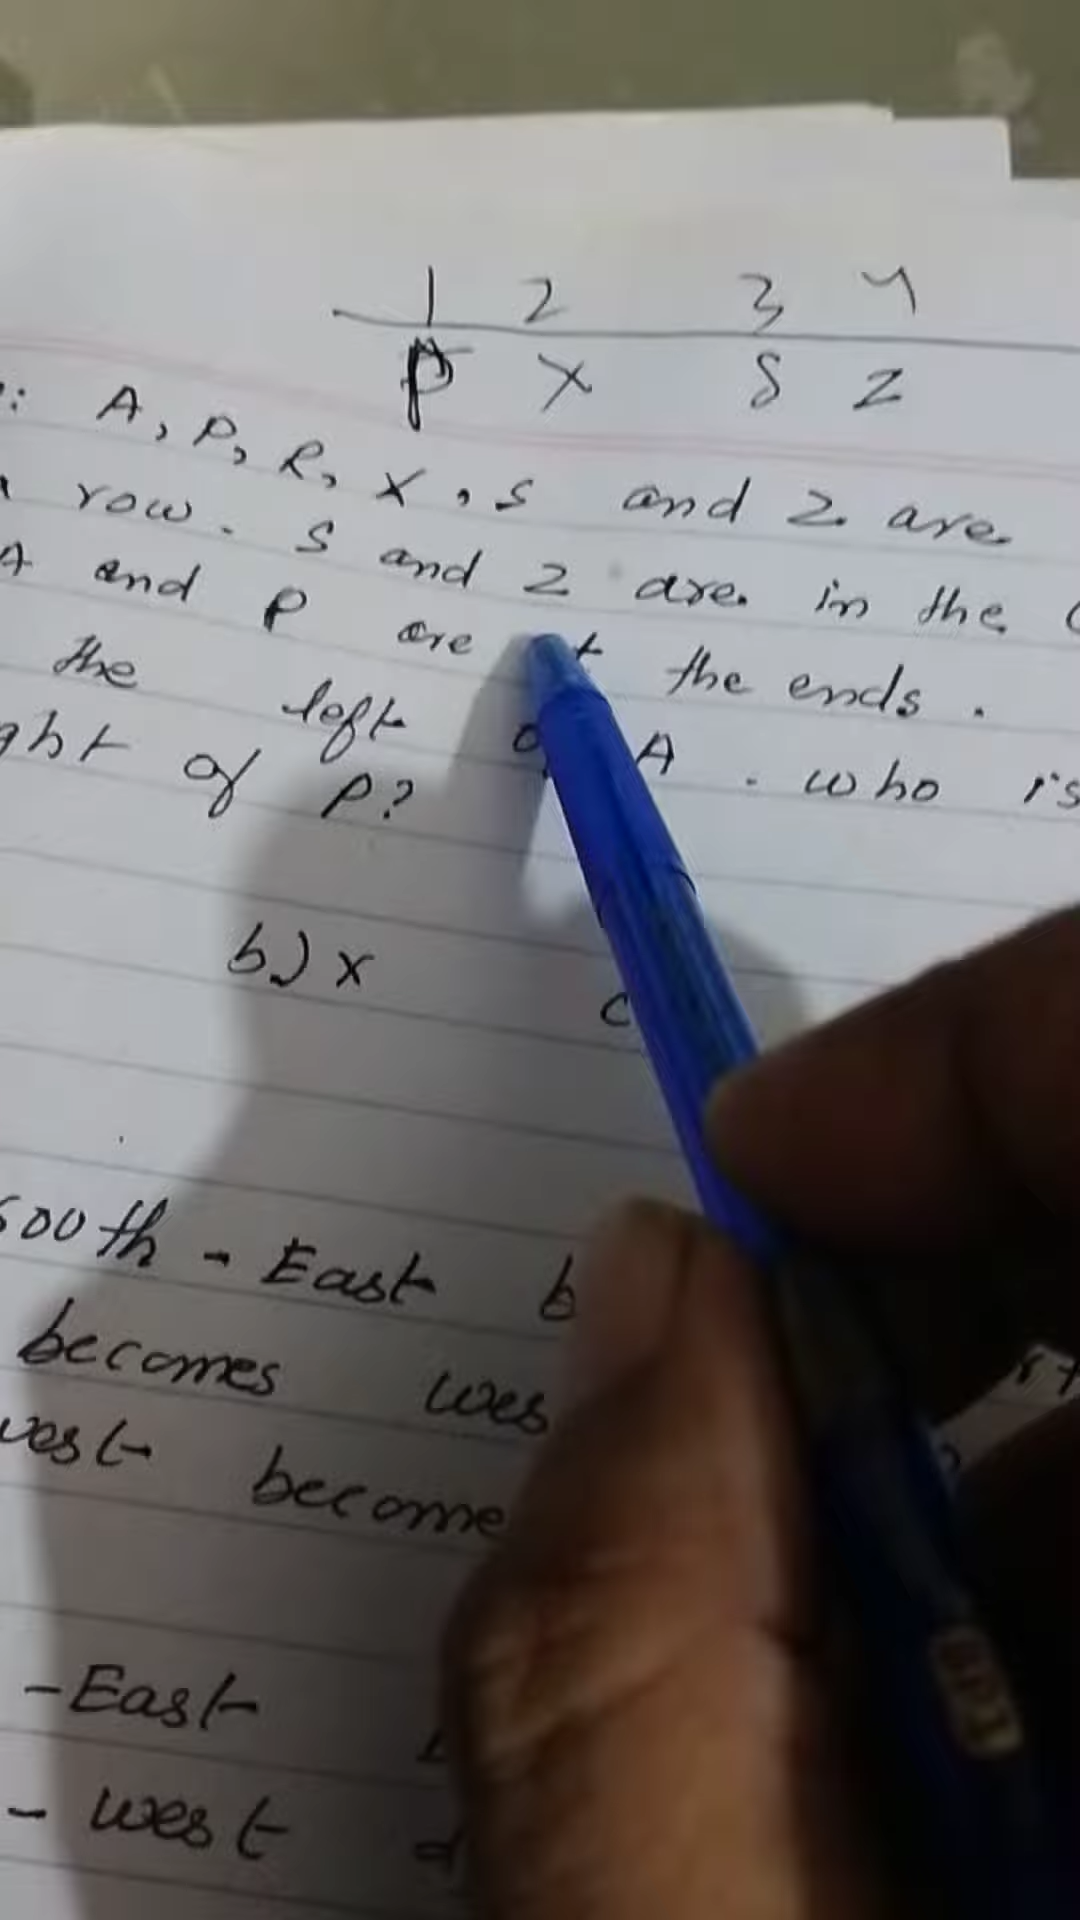 1 2 3 4
P X S Z
: A, P, R, X, S and Z are
row. S and Z are in the
A and P are the ends.
the left A. who is
ght of P?
b) x c
South - East b
becomes wes
west become
- East
- west d